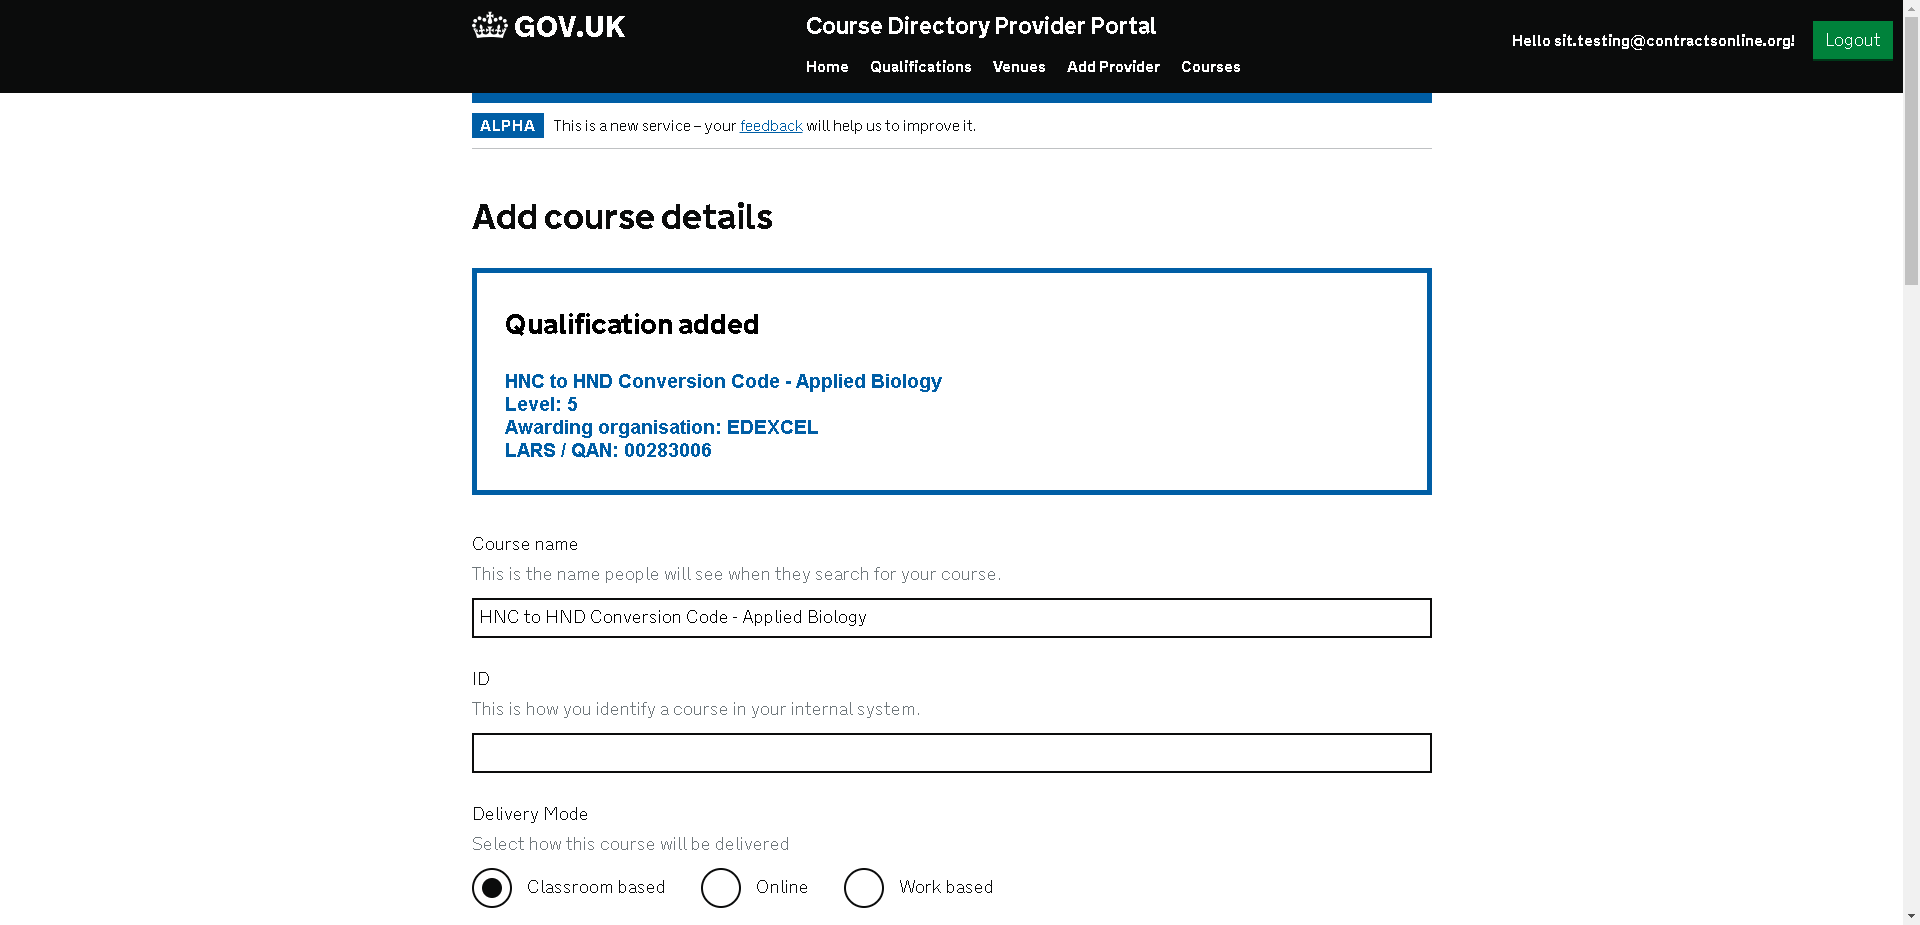 GOV.UK
Course Directory Provider Portal
Home Qualifications Venues Add Provider Courses
Hello sit.testing@contractsonline.org!
Logout
ALPHA This is a new service – your feedback will help us to improve it.
Add course details
Qualification added
HNC to HND Conversion Code - Applied Biology
Level: 5
Awarding organisation: EDEXCEL
LARS / QAN: 00283006
Course name
This is the name people will see when they search for your course.
HNC to HND Conversion Code - Applied Biology
ID
This is how you identify a course in your internal system.
Delivery Mode
Select how this course will be delivered
Classroom based Online Work based